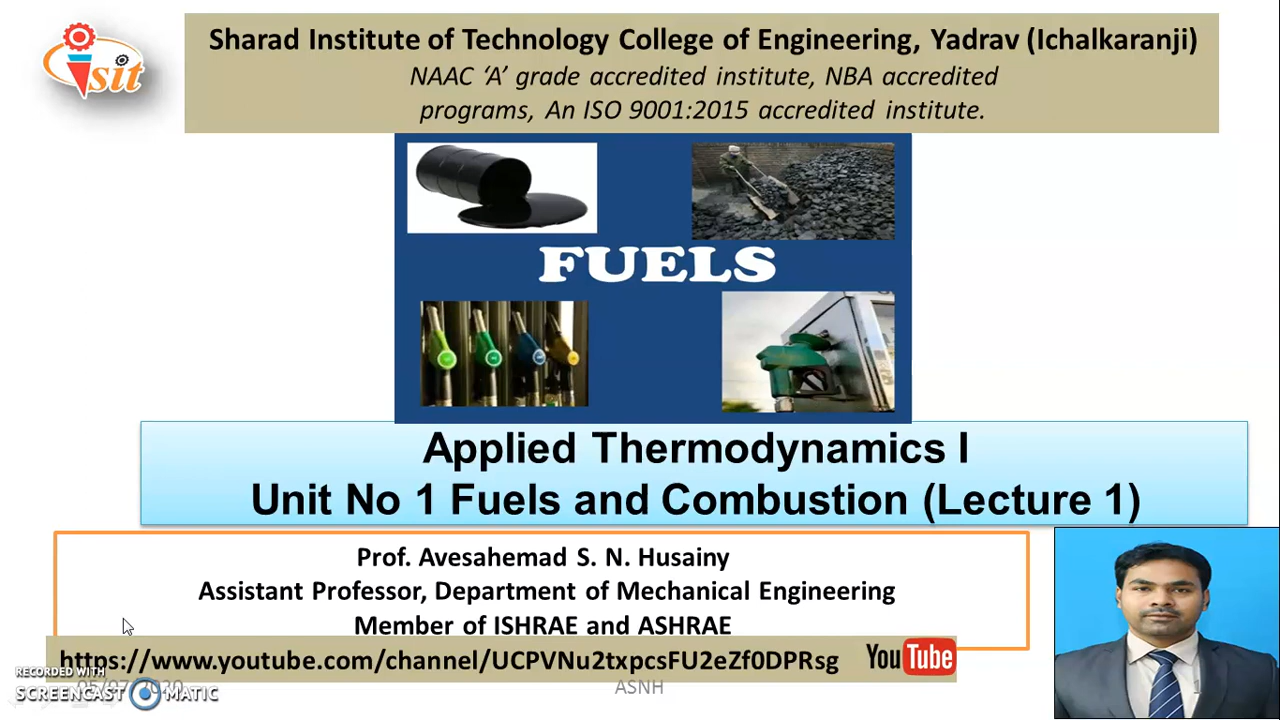 isit
Sharad Institute of Technology College of Engineering, Yadrav (Ichalkaranji)
NAAC ‘A’ grade accredited institute, NBA accredited
programs, An ISO 9001:2015 accredited institute.
FUELS
Applied Thermodynamics I
Unit No 1 Fuels and Combustion (Lecture 1)
Prof. Avesahemad S. N. Husainy
Assistant Professor, Department of Mechanical Engineering
Member of ISHRAE and ASHRAE
https://www.youtube.com/channel/UCPVNu2txpcsFU2eZf0DPRsg YouTube
RECORDED WITH
SCREENCAST MATIC
ASNH
1